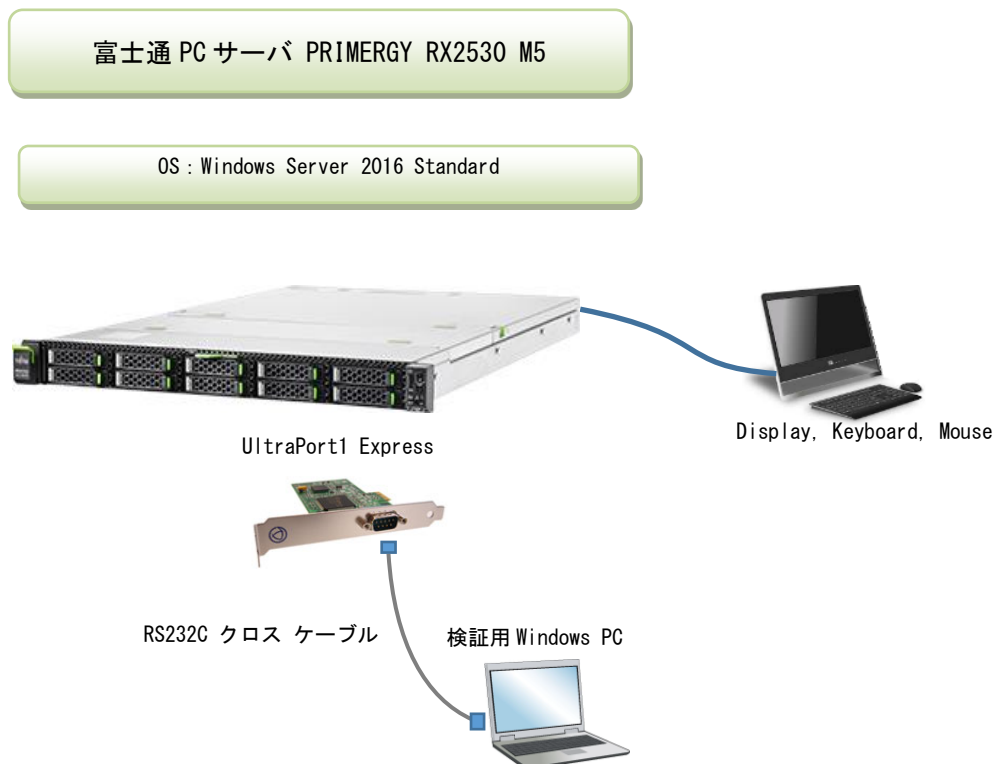 富士通 PC サーバ PRIMERGY RX2530 M5
OS：Windows Server 2016 Standard
Display, Keyboard, Mouse
UltraPort1 Express
RS232C クロス ケーブル
検証用 Windows PC